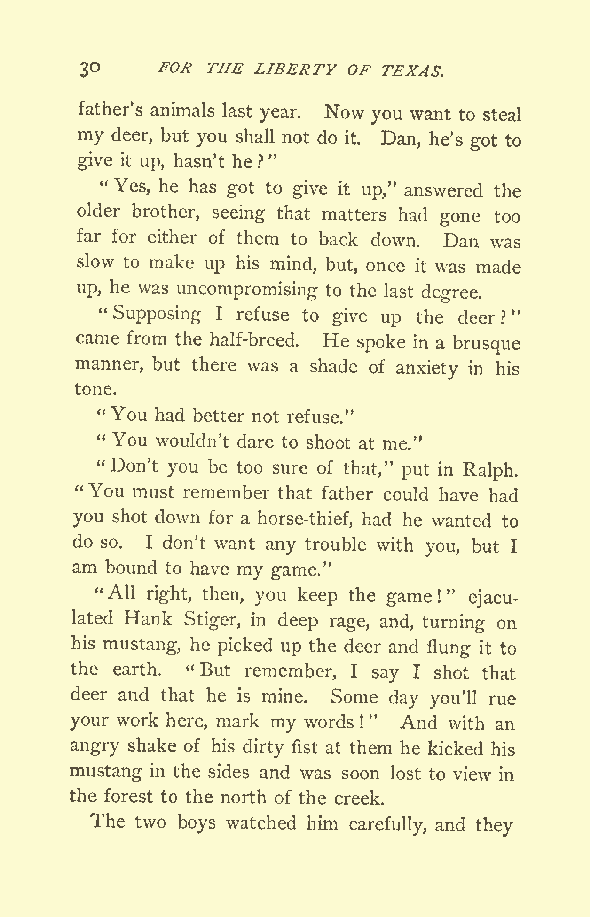 30 FOR THE LIBERTY OF TEXAS.
father's animals last year. Now you want to steal
my deer, but you shall not do it. Dan, he's got to
give it up, hasn't he?"
"Yes, he has got to give it up," answered the
older brother, seeing that matters had gone too
far for either of them to back down. Dan was
slow to make up his mind, but, once it was made
up, he was uncompromising to the last degree.
"Supposing I refuse to give up the deer?"
came from the half-breed. He spoke in a brusque
manner, but there was a shade of anxiety in his
tone.
"You had better not refuse."
"You wouldn't dare to shoot at me."
"Don't you be too sure of that," put in Ralph.
"You must remember that father could have had
you shot down for a horse-thief, had he wanted to
do so. I don't want any trouble with you, but I
am bound to have my game."
"All right, then, you keep the game!" ejacu-
lated Hank Stiger, in deep rage, and, turning on
his mustang, he picked up the deer and flung it to
the earth. "But remember, I say I shot that
deer and that he is mine. Some day you'll rue
your work here, mark my words!" And with an
angry shake of his dirty fist at them he kicked his
mustang in the sides and was soon lost to view in
the forest to the north of the creek.
The two boys watched him carefully, and they